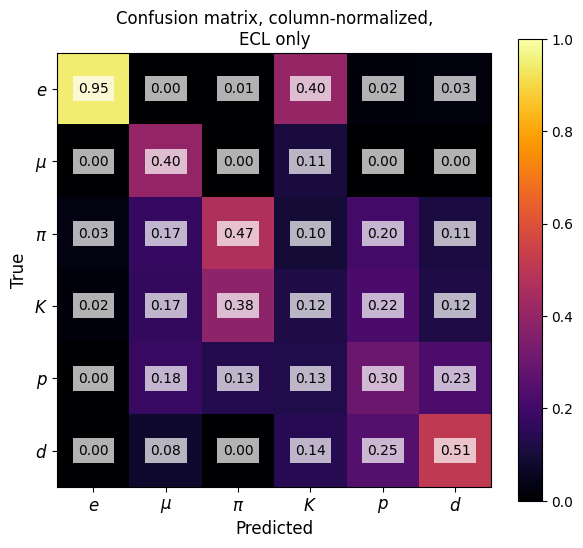 Confusion matrix, column-normalized,
ECL only
True
e 0.95 0.00 0.01 0.40 0.02 0.03
μ 0.00 0.40 0.00 0.11 0.00 0.00
π 0.03 0.17 0.47 0.10 0.20 0.11
K 0.02 0.17 0.38 0.12 0.22 0.12
p 0.00 0.18 0.13 0.13 0.30 0.23
d 0.00 0.08 0.00 0.14 0.25 0.51
e μ π K p d
Predicted
1.0
0.8
0.6
0.4
0.2
0.0